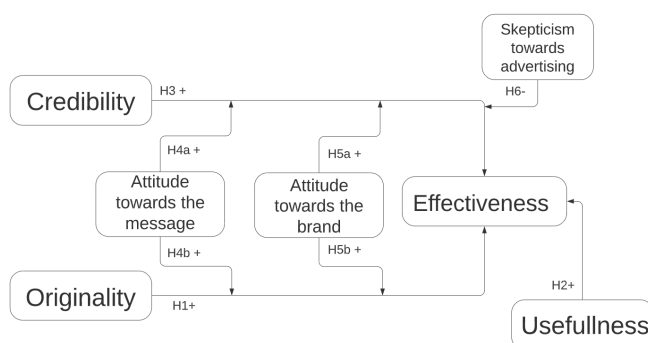 Skepticism
towards
advertising
Credibility
H3 +
H6-
H4a +
H5a +
Attitude
towards the
message
Attitude
towards the
brand
Effectiveness
H4b +
H5b +
Originality
H1+
H2+
Usefullness